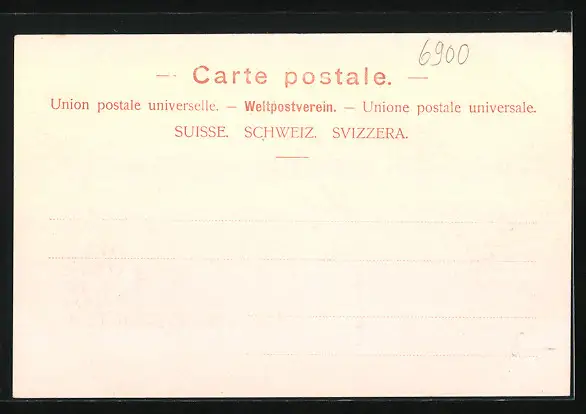 6900
— Carte postale. —
Union postale universelle. — Weltpostverein. — Unione postale universale.
SUISSE. SCHWEIZ. SVIZZERA.